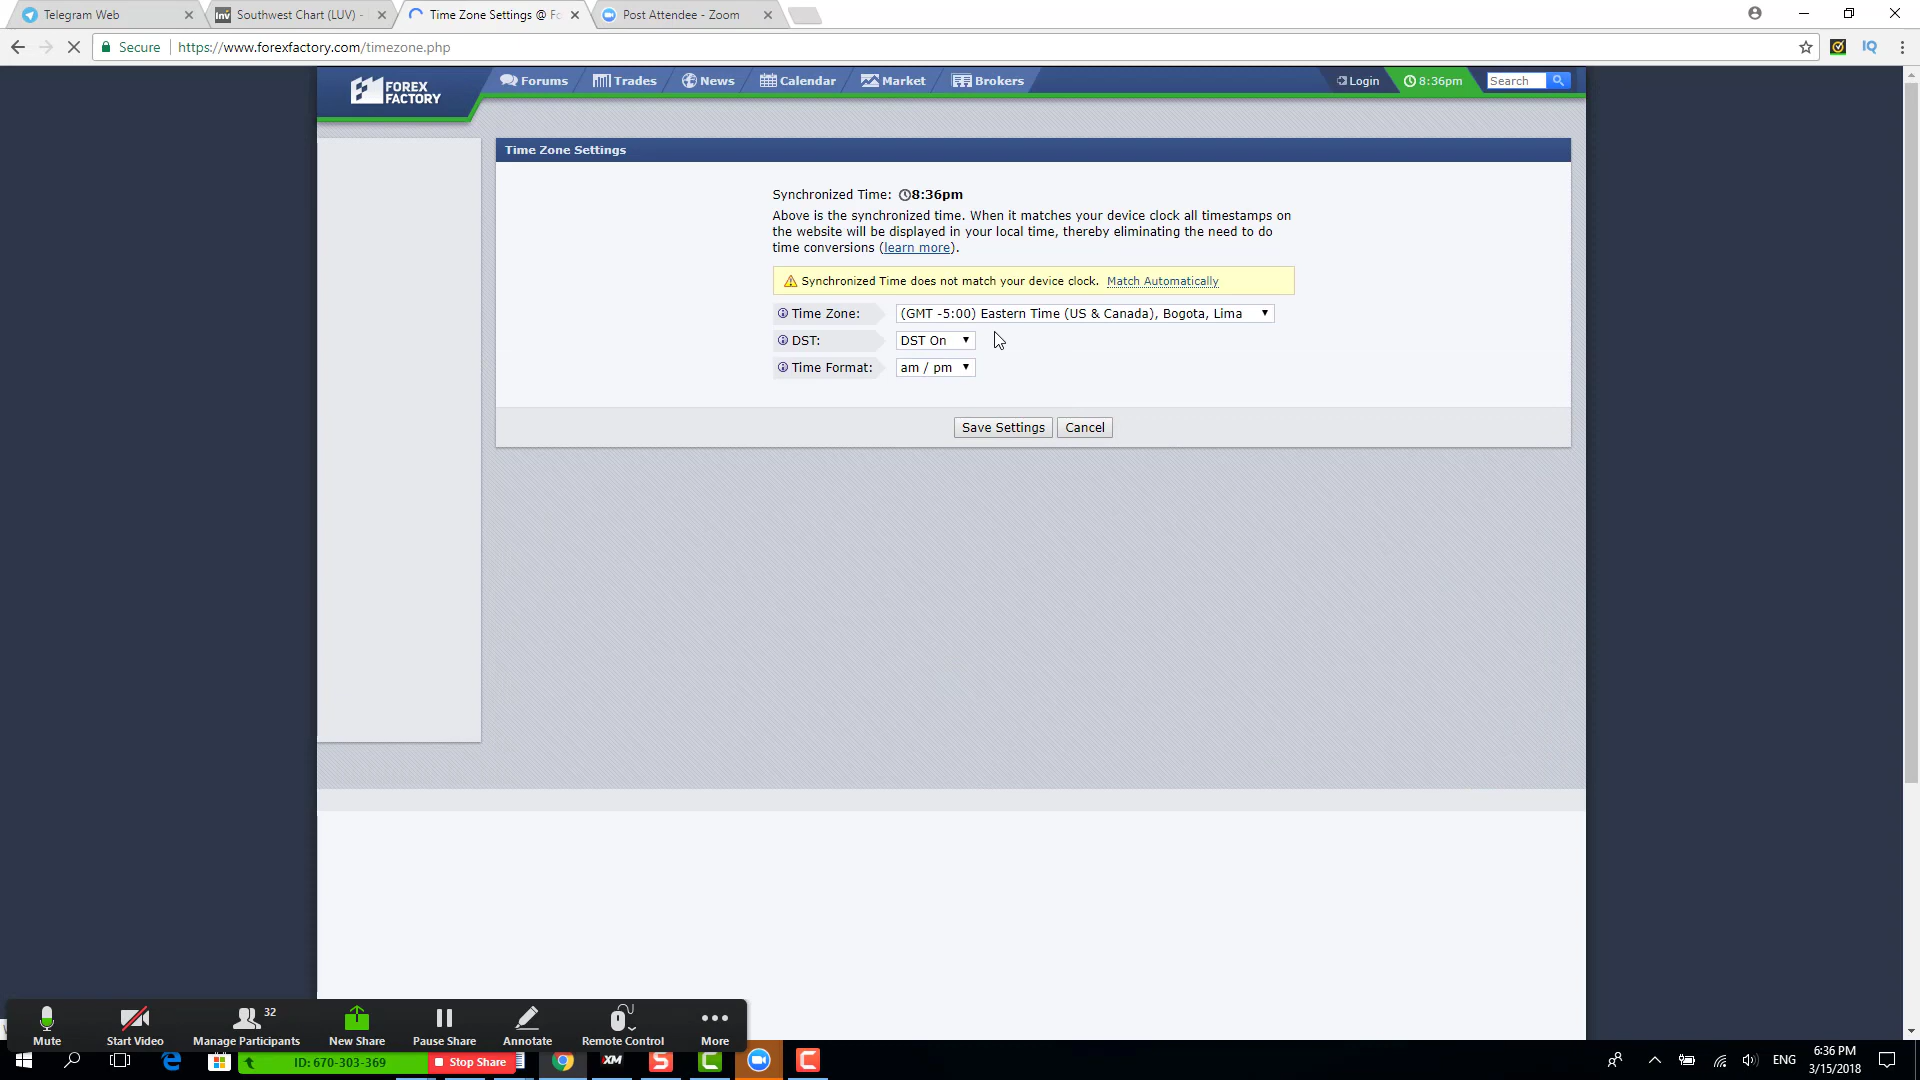 Telegram Web
Southwest Chart (LUV) -
Time Zone Settings @ Fo
Post Attendee - Zoom
Secure
https://www.forexfactory.com/timezone.php
IQ
FOREX
FACTORY
Forums
Trades
News
Calendar
Market
Brokers
Login
8:36pm
Search
Time Zone Settings
Synchronized Time: 8:36pm
Above is the synchronized time. When it matches your device clock all timestamps on
the website will be displayed in your local time, thereby eliminating the need to do
time conversions (learn more).
Synchronized Time does not match your device clock. Match Automatically
Time Zone: (GMT -5:00) Eastern Time (US & Canada), Bogota, Lima
DST: DST On
Time Format: am / pm
Save Settings
Cancel
32
Mute
Start Video
Manage Participants
New Share
Pause Share
Annotate
Remote Control
More
ID: 670-303-369
Stop Share
XM
ENG
6:36 PM
3/15/2018